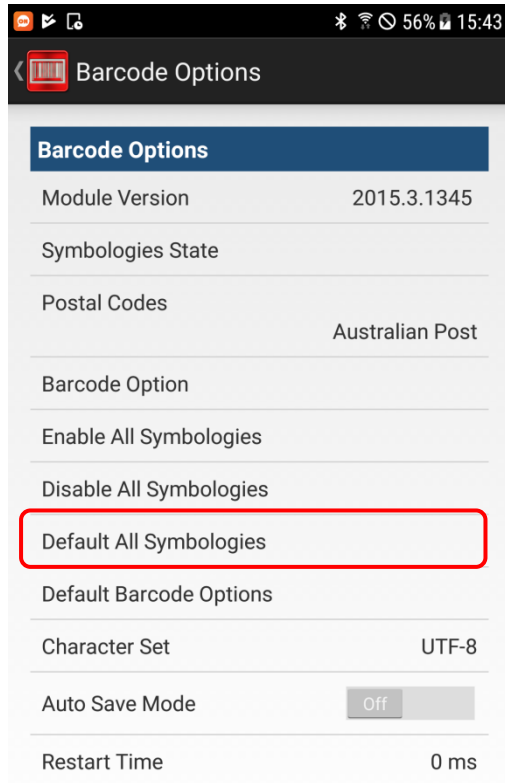 56% 15:43
Barcode Options
Barcode Options
Module Version 2015.3.1345
Symbologies State
Postal Codes
Australian Post
Barcode Option
Enable All Symbologies
Disable All Symbologies
Default All Symbologies
Default Barcode Options
Character Set UTF-8
Auto Save Mode Off
Restart Time 0 ms